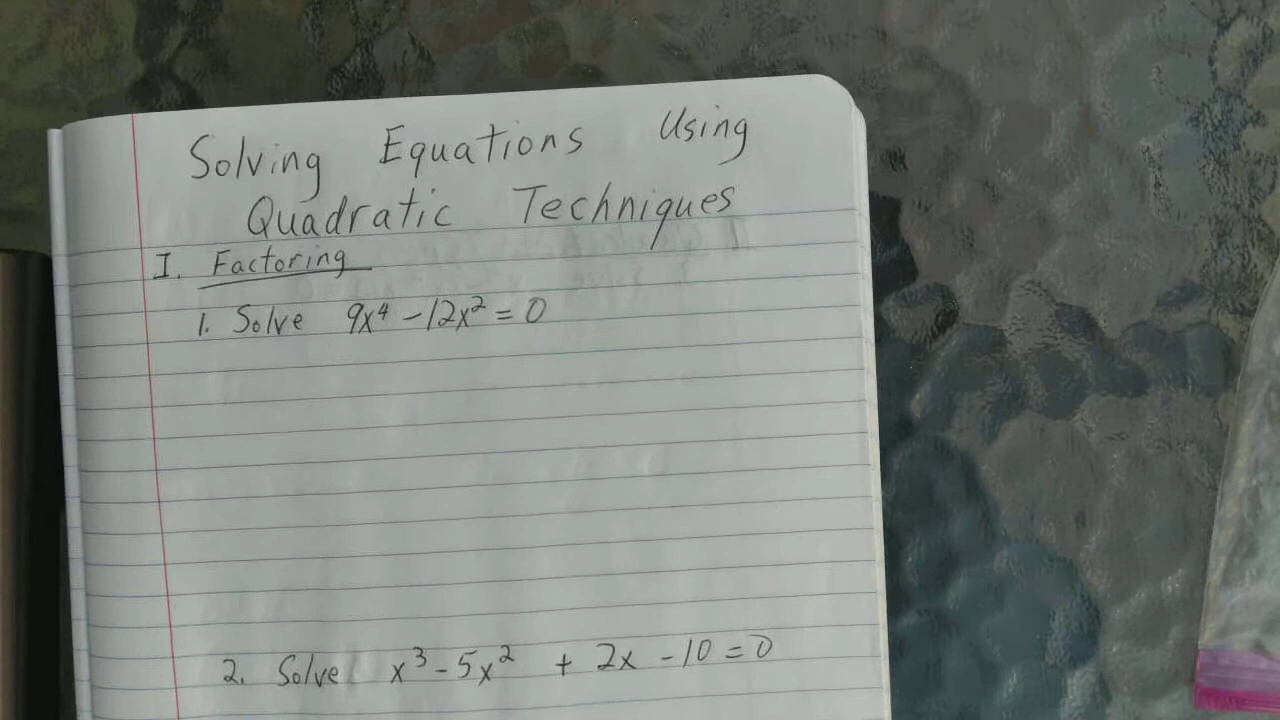 Solving Equations Using
Quadratic Techniques
I. Factoring
1. Solve 9x⁴ - 12x² = 0
2. Solve x³ - 5x² + 2x - 10 = 0